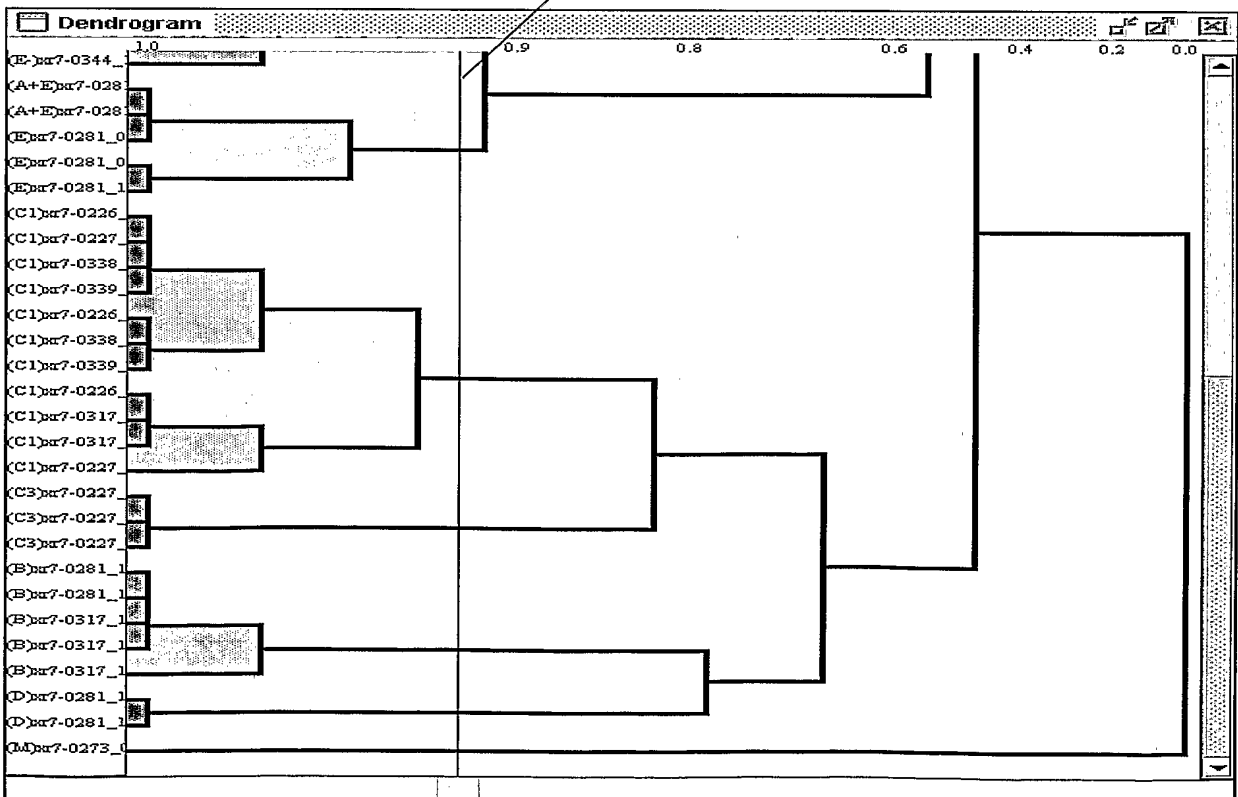 Dendrogram
1.0 0.9 0.8 0.6 0.4 0.2 0.0
(E-)xr7-0344_
(A+E)xr7-028
(A+E)xr7-028
(E)xr7-0281_0
(E)xr7-0281_0
(E)xr7-0281_1
(C1)xr7-0226_
(C1)xr7-0227_
(C1)xr7-0338_
(C1)xr7-0339_
(C1)xr7-0226_
(C1)xr7-0338_
(C1)xr7-0339_
(C1)xr7-0226_
(C1)xr7-0317_
(C1)xr7-0317_
(C1)xr7-0227_
(C3)xr7-0227_
(C3)xr7-0227_
(C3)xr7-0227_
(B)xr7-0281_1
(B)xr7-0281_1
(B)xr7-0317_1
(B)xr7-0317_1
(B)xr7-0317_1
(D)xr7-0281_1
(D)xr7-0281_1
(M)xr7-0273_0